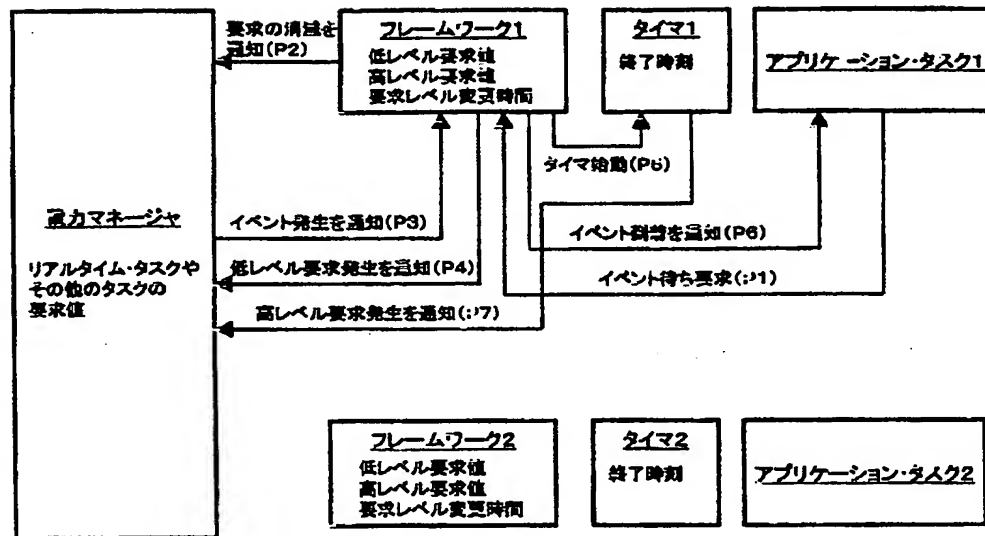 要求の消滅を
通知(P2)
フレームワーク1
低レベル要求値
高レベル要求値
要求レベル変更時間
タイマ1
終了時刻
アプリケーション・タスク1
タイマ始動(P5)
電力マネージャ
リアルタイム・タスクや
その他のタスクの
要求値
イベント発生を通知(P3)
イベント到着を通知(P6)
低レベル要求発生を通知(P4)
イベント待ち要求(P1)
高レベル要求発生を通知(P7)
フレームワーク2
低レベル要求値
高レベル要求値
要求レベル変更時間
タイマ2
終了時刻
アプリケーション・タスク2